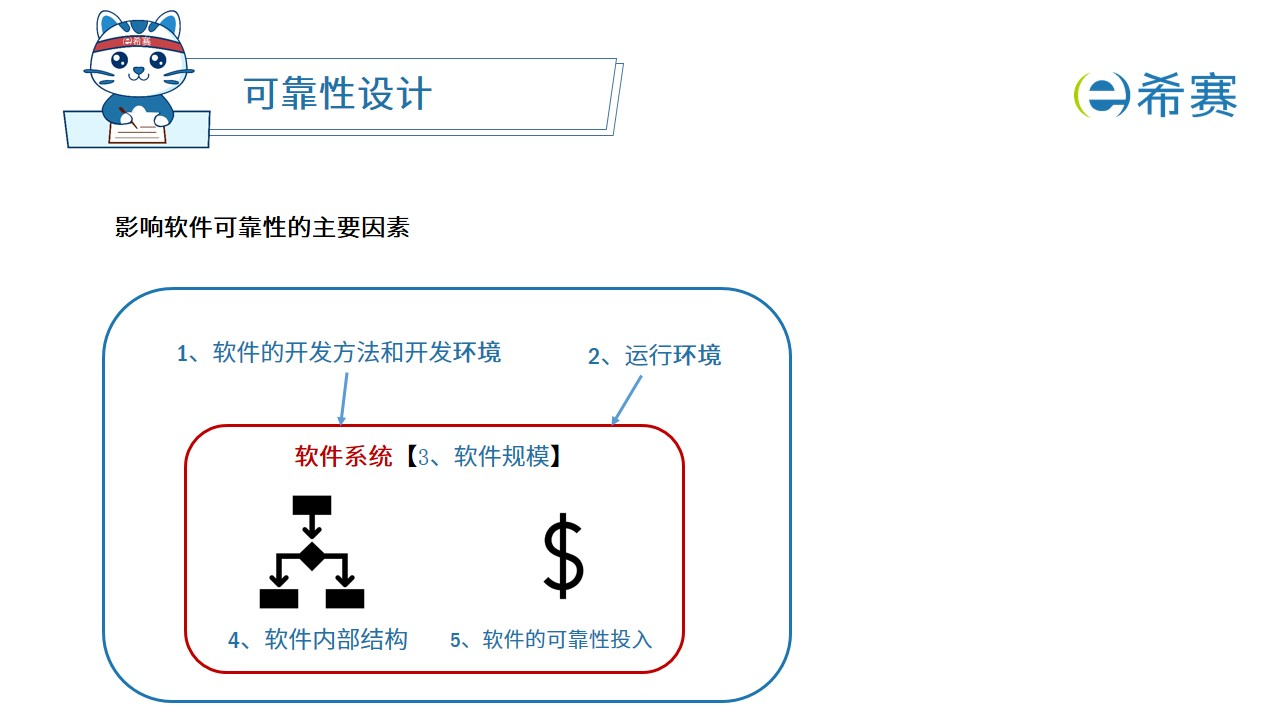 希赛
可靠性设计
希赛
影响软件可靠性的主要因素
1、软件的开发方法和开发环境
2、运行环境
软件系统【3、软件规模】
4、软件内部结构
5、软件的可靠性投入